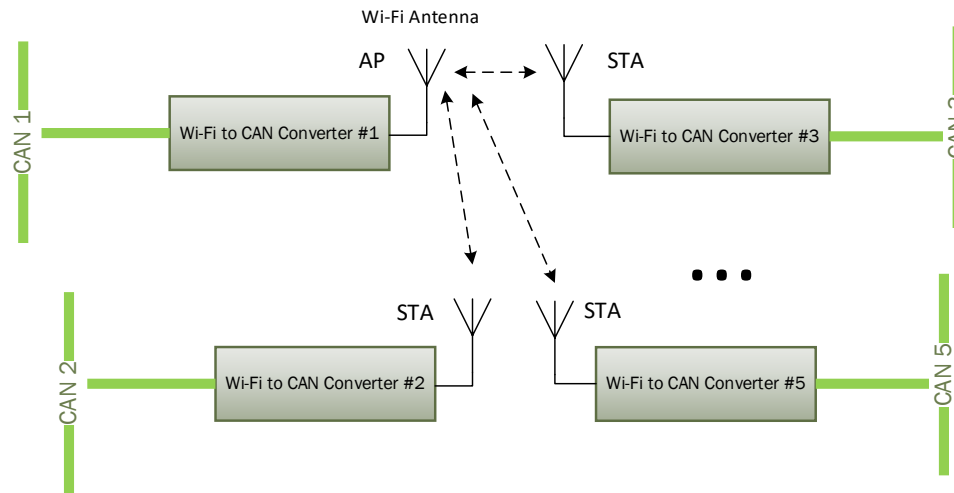 Wi-Fi Antenna
AP
STA
CAN 1
Wi-Fi to CAN Converter #1
Wi-Fi to CAN Converter #3
STA
STA
CAN 2
Wi-Fi to CAN Converter #2
Wi-Fi to CAN Converter #5
CAN 5